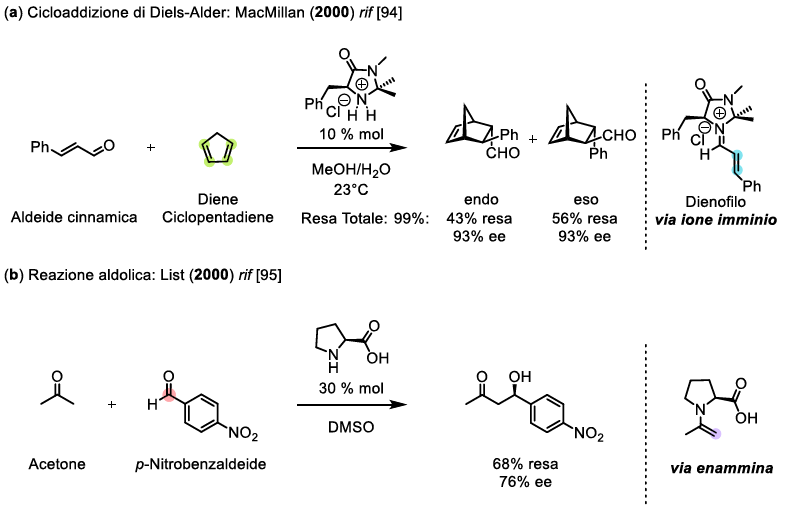 (a) Cicloaddizione di Diels-Alder: MacMillan (2000) rif [94]
O
N
⊕
N
Ph
Cl ⊖
H H
10 % mol
MeOH/H2O
23°C
Ph
O
+
Aldeide cinnamica
Diene
Ciclopentadiene
Resa Totale: 99%:
Ph
CHO
+
CHO
Ph
endo
43% resa
93% ee
eso
56% resa
93% ee
O
N
⊕
N
Ph
Cl ⊖
H
Ph
Dienofilo
via ione imminio
(b) Reazione aldolica: List (2000) rif [95]
O
+
O
H
NO2
Acetone
p-Nitrobenzaldeide
N
H
O
OH
30 % mol
DMSO
O
OH
NO2
68% resa
76% ee
N
O
OH
via enammina